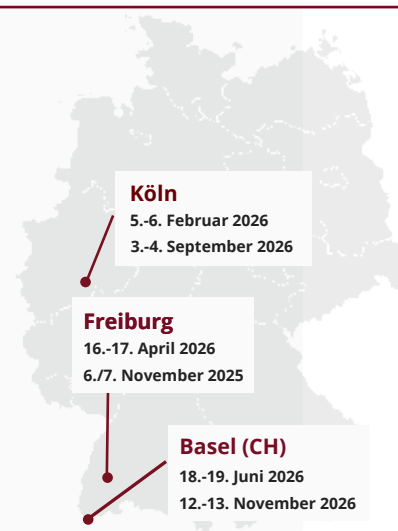 Köln
5.-6. Februar 2026
3.-4. September 2026
Freiburg
16.-17. April 2026
6./7. November 2025
Basel (CH)
18.-19. Juni 2026
12.-13. November 2026